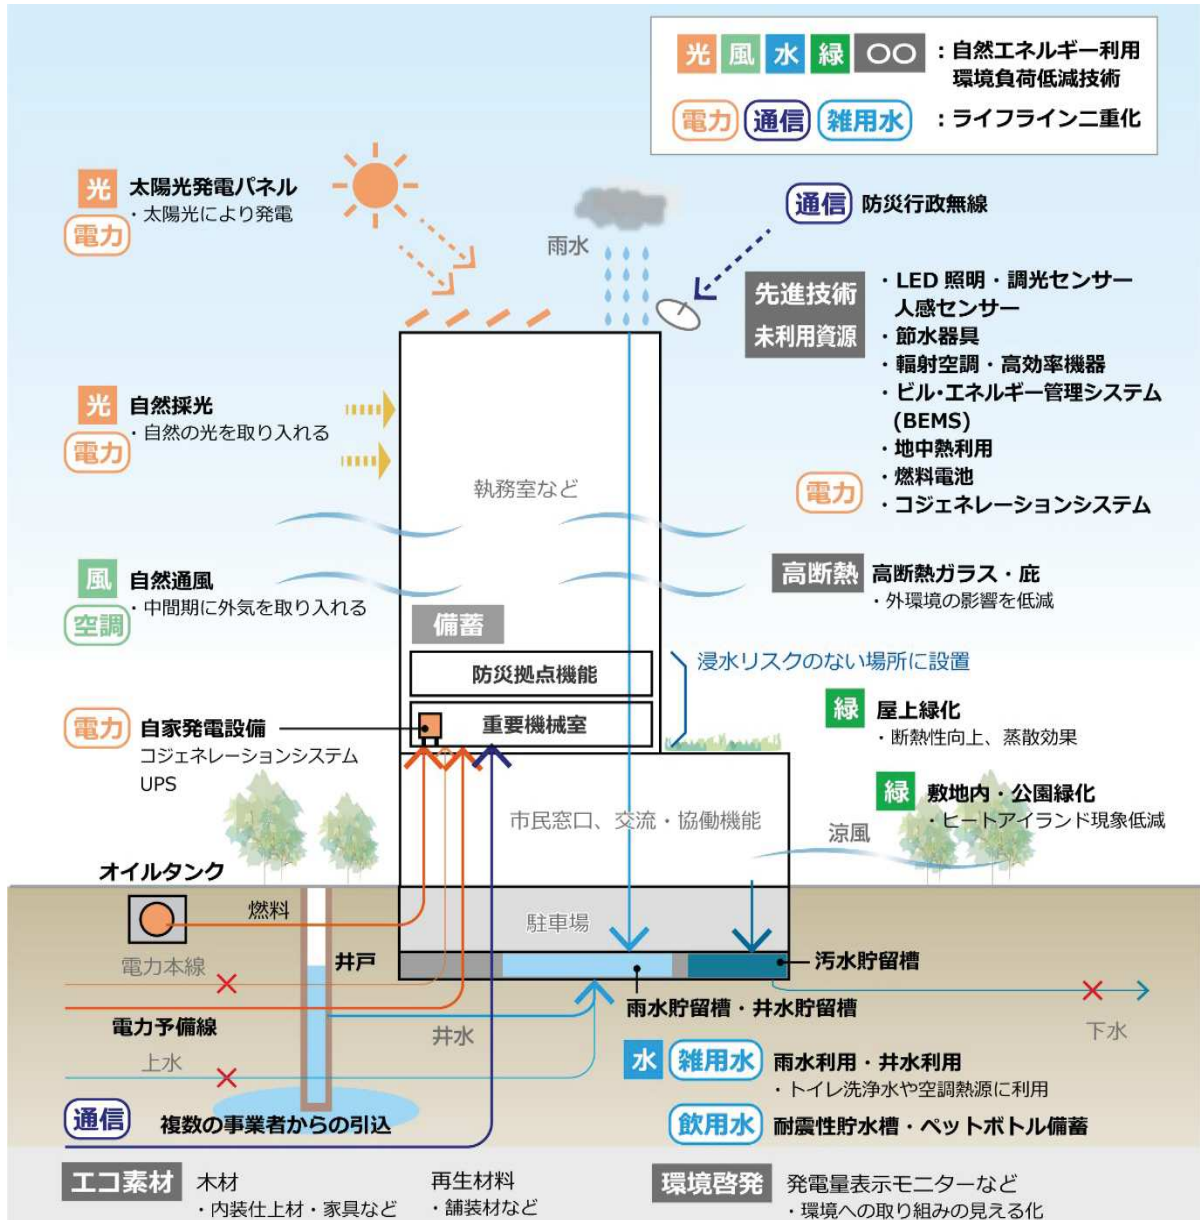 光 風 水 緑 〇〇 ：自然エネルギー利用
環境負荷低減技術
電力 通信 雑用水 ：ライフライン二重化
光 太陽光発電パネル
・太陽光により発電
電力
雨水
通信 防災行政無線
先進技術
未利用資源
・LED 照明・調光センサー
人感センサー
・節水器具
・輻射空調・高効率機器
・ビル・エネルギー管理システム
(BEMS)
・地中熱利用
・燃料電池
・コジェネレーションシステム
電力
光 自然採光
・自然の光を取り入れる
電力
執務室など
風 自然通風
・中間期に外気を取り入れる
空調
高断熱 高断熱ガラス・庇
・外環境の影響を低減
備蓄
防災拠点機能
重要機械室
浸水リスクのない場所に設置
電力 自家発電設備
コジェネレーションシステム
UPS
緑 屋上緑化
・断熱性向上、蒸散効果
緑 敷地内・公園緑化
・ヒートアイランド現象低減
市民窓口、交流・協働機能
涼風
オイルタンク
燃料
駐車場
電力本線
井戸
汚水貯留槽
電力予備線
井水
雨水貯留槽・井水貯留槽
下水
上水
水 雑用水 雨水利用・井水利用
・トイレ洗浄水や空調熱源に利用
通信 複数の事業者からの引込
飲用水 耐震性貯水槽・ペットボトル備蓄
エコ素材 木材
・内装仕上材・家具など
再生材料
・舗装材など
環境啓発 発電量表示モニターなど
・環境への取り組みの見える化